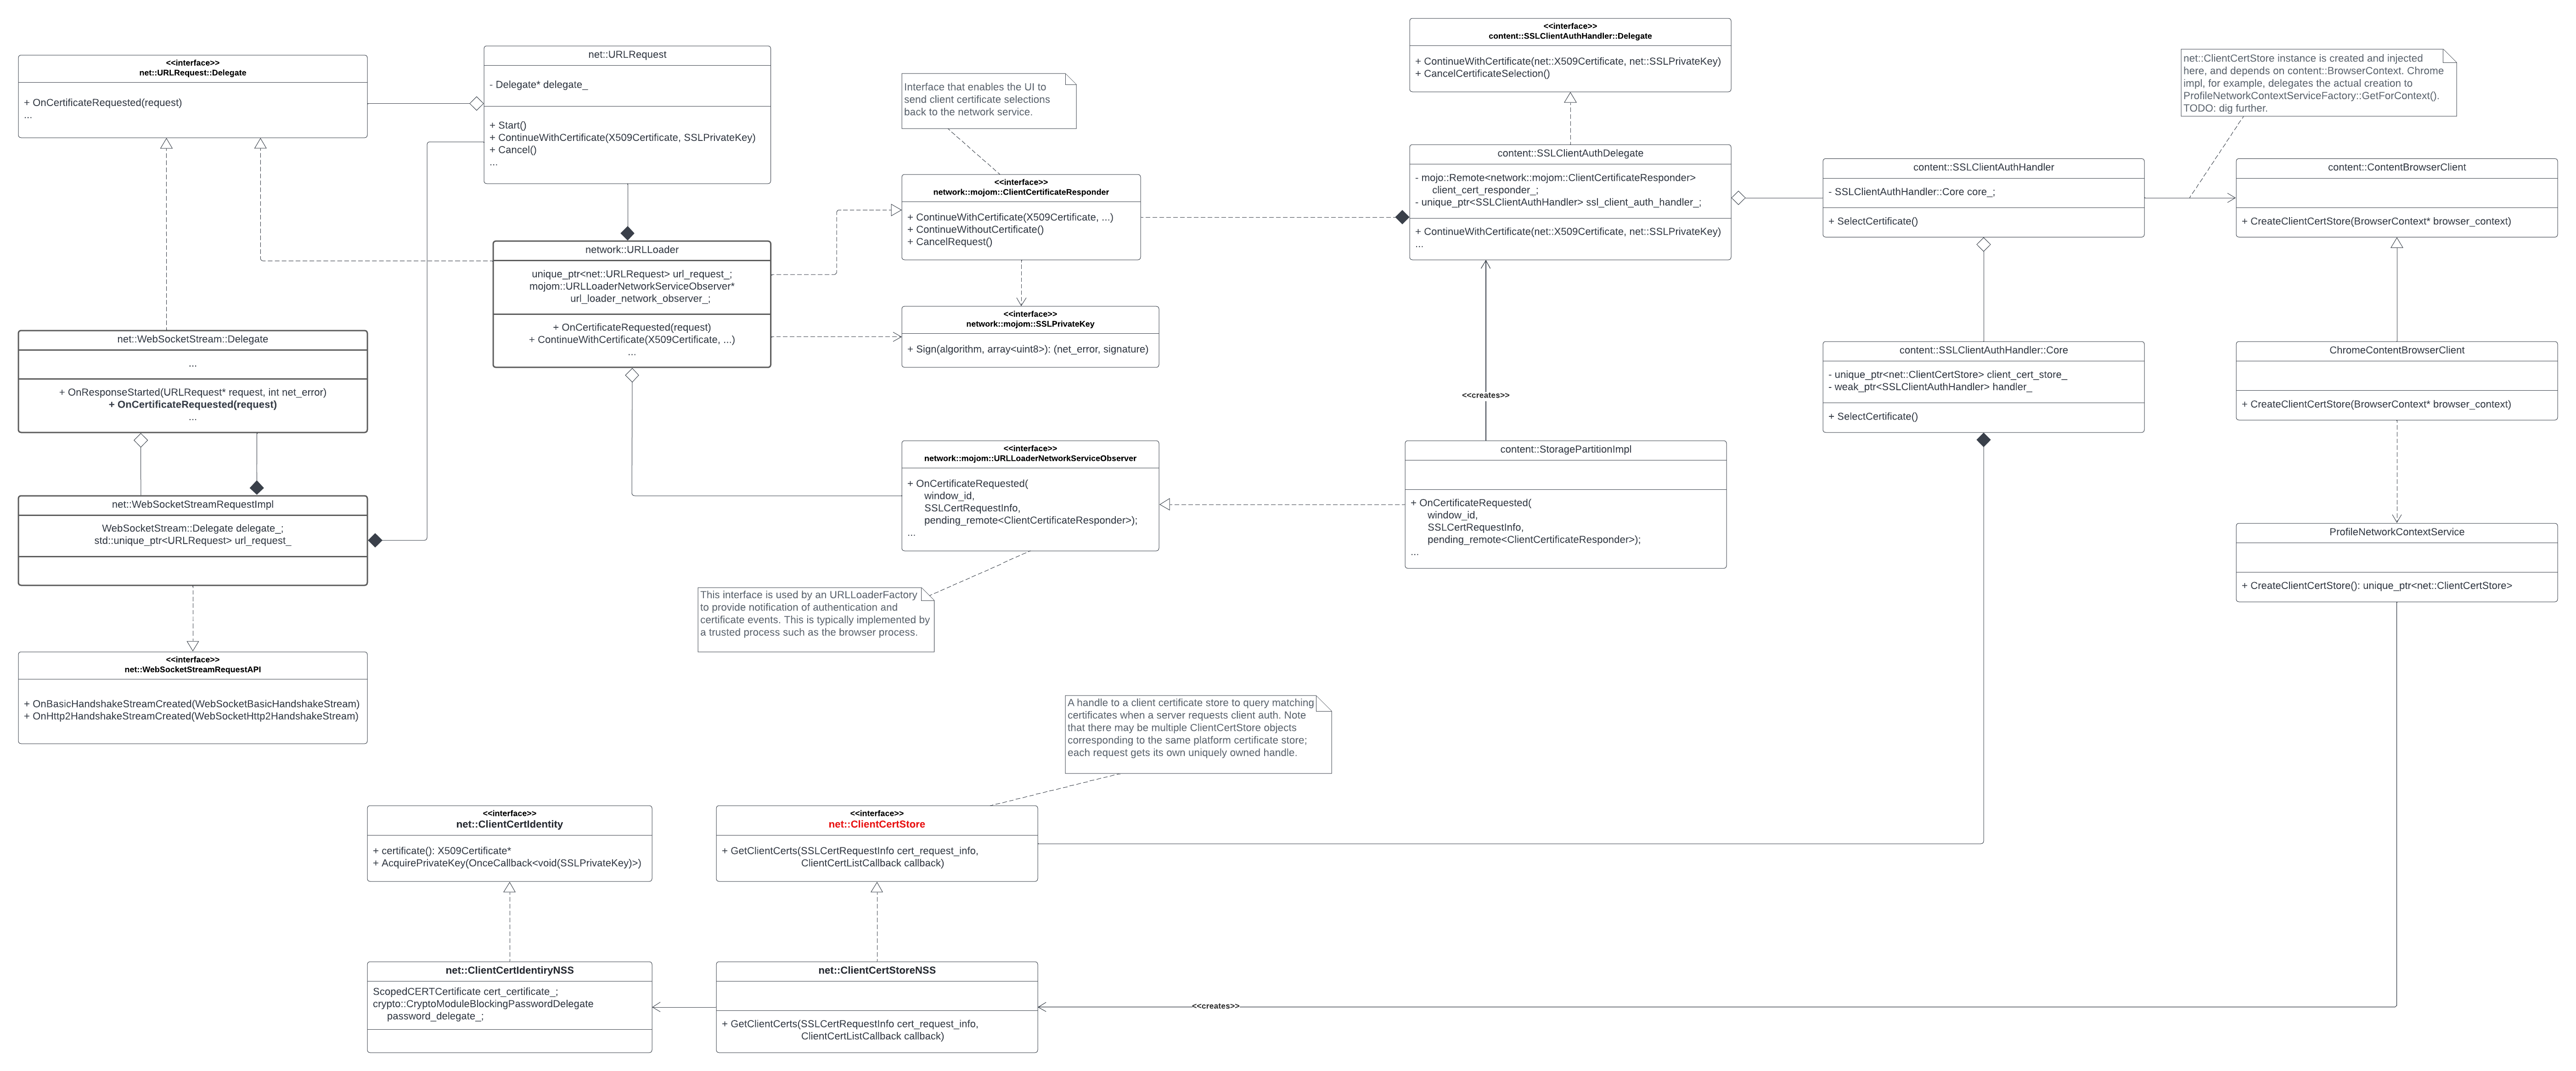 <<interface>>
net::URLRequest::Delegate
+ OnCertificateRequested(request)
...
net::URLRequest
- Delegate* delegate_
+ Start()
+ ContinueWithCertificate(X509Certificate, SSLPrivateKey)
+ Cancel()
...
Interface that enables the UI to
send client certificate selections
back to the network service.
<<interface>>
content::SSLClientAuthHandler::Delegate
+ ContinueWithCertificate(net::X509Certificate, net::SSLPrivateKey)
+ CancelCertificateSelection()
net::ClientCertStore instance is created and injected
here, and depends on content::BrowserContext. Chrome
impl, for example, delegates the actual creation to
ProfileNetworkContextServiceFactory::GetForContext().
TODO: dig further.
<<interface>>
network::mojom::ClientCertificateResponder
+ ContinueWithCertificate(X509Certificate, ...)
+ ContinueWithoutCertificate()
+ CancelRequest()
content::SSLClientAuthDelegate
- mojo::Remote<network::mojom::ClientCertificateResponder>
client_cert_responder_;
- unique_ptr<SSLClientAuthHandler> ssl_client_auth_handler_;
+ ContinueWithCertificate(net::X509Certificate, net::SSLPrivateKey)
...
content::SSLClientAuthHandler
- SSLClientAuthHandler::Core core_;
+ SelectCertificate()
content::ContentBrowserClient
+ CreateClientCertStore(BrowserContext* browser_context)
network::URLLoader
unique_ptr<net::URLRequest> url_request_;
mojom::URLLoaderNetworkServiceObserver*
url_loader_network_observer_;
+ OnCertificateRequested(request)
+ ContinueWithCertificate(X509Certificate, ...)
...
<<interface>>
network::mojom::SSLPrivateKey
+ Sign(algorithm, array<uint8>): (net_error, signature)
net::WebSocketStream::Delegate
...
+ OnResponseStarted(URLRequest* request, int net_error)
+ OnCertificateRequested(request)
...
<<creates>>
content::SSLClientAuthHandler::Core
- unique_ptr<net::ClientCertStore> client_cert_store_
- weak_ptr<SSLClientAuthHandler> handler_
+ SelectCertificate()
ChromeContentBrowserClient
+ CreateClientCertStore(BrowserContext* browser_context)
<<interface>>
network::mojom::URLLoaderNetworkServiceObserver
+ OnCertificateRequested(
window_id,
SSLCertRequestInfo,
pending_remote<ClientCertificateResponder>);
...
content::StoragePartitionImpl
+ OnCertificateRequested(
window_id,
SSLCertRequestInfo,
pending_remote<ClientCertificateResponder>);
...
net::WebSocketStreamRequestImpl
WebSocketStream::Delegate delegate_;
std::unique_ptr<URLRequest> url_request_
ProfileNetworkContextService
+ CreateClientCertStore(): unique_ptr<net::ClientCertStore>
This interface is used by an URLLoaderFactory
to provide notification of authentication and
certificate events. This is typically implemented by
a trusted process such as the browser process.
<<interface>>
net::WebSocketStreamRequestAPI
+ OnBasicHandshakeStreamCreated(WebSocketBasicHandshakeStream)
+ OnHttp2HandshakeStreamCreated(WebSocketHttp2HandshakeStream)
A handle to a client certificate store to query matching
certificates when a server requests client auth. Note
that there may be multiple ClientCertStore objects
corresponding to the same platform certificate store;
each request gets its own uniquely owned handle.
<<interface>>
net::ClientCertIdentity
+ certificate(): X509Certificate*
+ AcquirePrivateKey(OnceCallback<void(SSLPrivateKey)>)
<<interface>>
net::ClientCertStore
+ GetClientCerts(SSLCertRequestInfo cert_request_info,
ClientCertListCallback callback)
net::ClientCertIdentiryNSS
ScopedCERTCertificate cert_certificate_;
crypto::CryptoModuleBlockingPasswordDelegate
password_delegate_;
net::ClientCertStoreNSS
+ GetClientCerts(SSLCertRequestInfo cert_request_info,
ClientCertListCallback callback)
<<creates>>